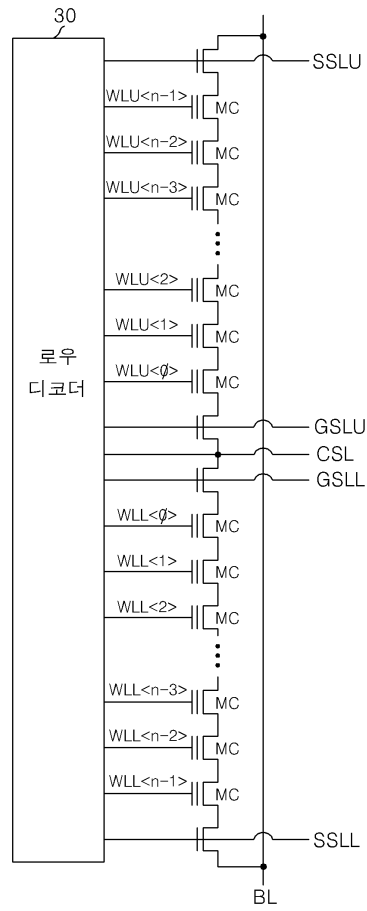 30
SSLU
WLU<n-1>
MC
WLU<n-2>
MC
WLU<n-3>
MC
WLU<2>
MC
WLU<1>
MC
로우
디코더
WLU<0>
MC
GSLU
CSL
GSLL
WLL<0>
MC
WLL<1>
MC
WLL<2>
MC
WLL<n-3>
MC
WLL<n-2>
MC
WLL<n-1>
MC
SSLL
BL